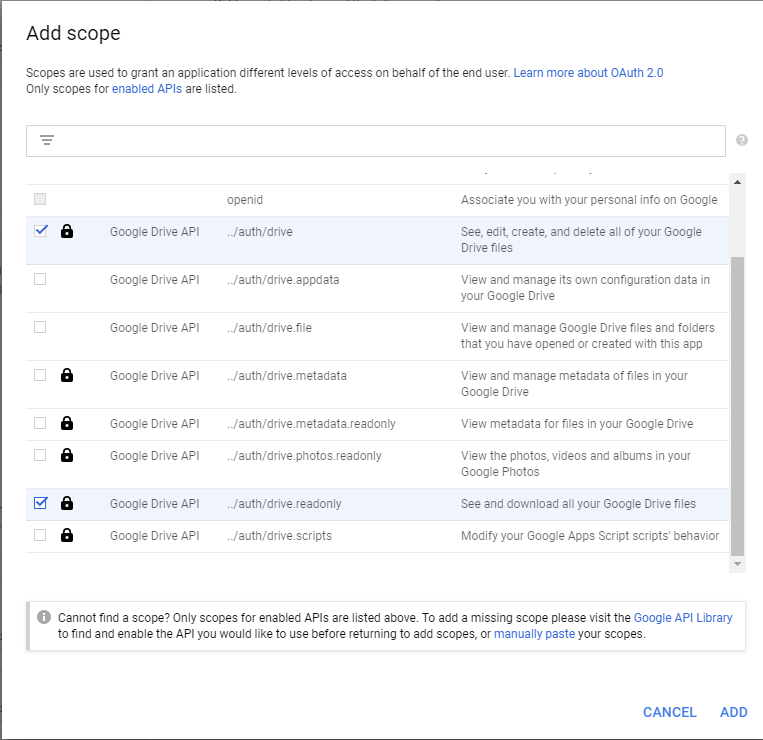 Add scope
Scopes are used to grant an application different levels of access on behalf of the end user. Learn more about OAuth 2.0
Only scopes for enabled APIs are listed.
openid Associate you with your personal info on Google
Google Drive API ../auth/drive See, edit, create, and delete all of your Google
Drive files
Google Drive API ../auth/drive.appdata View and manage its own configuration data in
your Google Drive
Google Drive API ../auth/drive.file View and manage Google Drive files and folders
that you have opened or created with this app
Google Drive API ../auth/drive.metadata View and manage metadata of files in your
Google Drive
Google Drive API ../auth/drive.metadata.readonly View metadata for files in your Google Drive
Google Drive API ../auth/drive.photos.readonly View the photos, videos and albums in your
Google Photos
Google Drive API ../auth/drive.readonly See and download all your Google Drive files
Google Drive API ../auth/drive.scripts Modify your Google Apps Script scripts' behavior
Cannot find a scope? Only scopes for enabled APIs are listed above. To add a missing scope please visit the Google API Library
to find and enable the API you would like to use before returning to add scopes, or manually paste your scopes.
CANCEL ADD